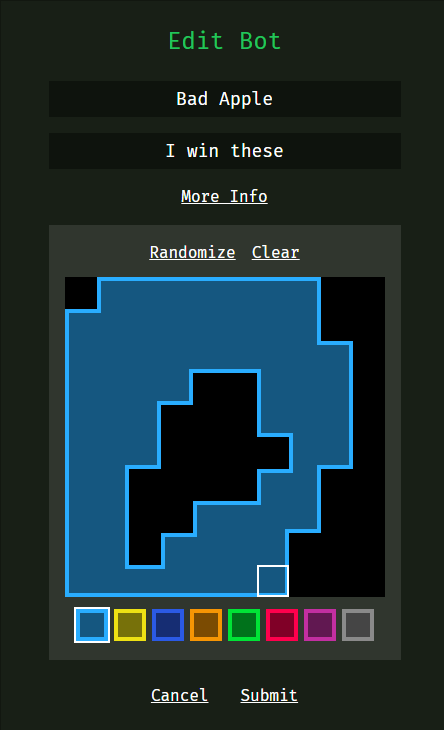 Edit Bot
Bad Apple
I win these
More Info
Randomize Clear
Cancel Submit